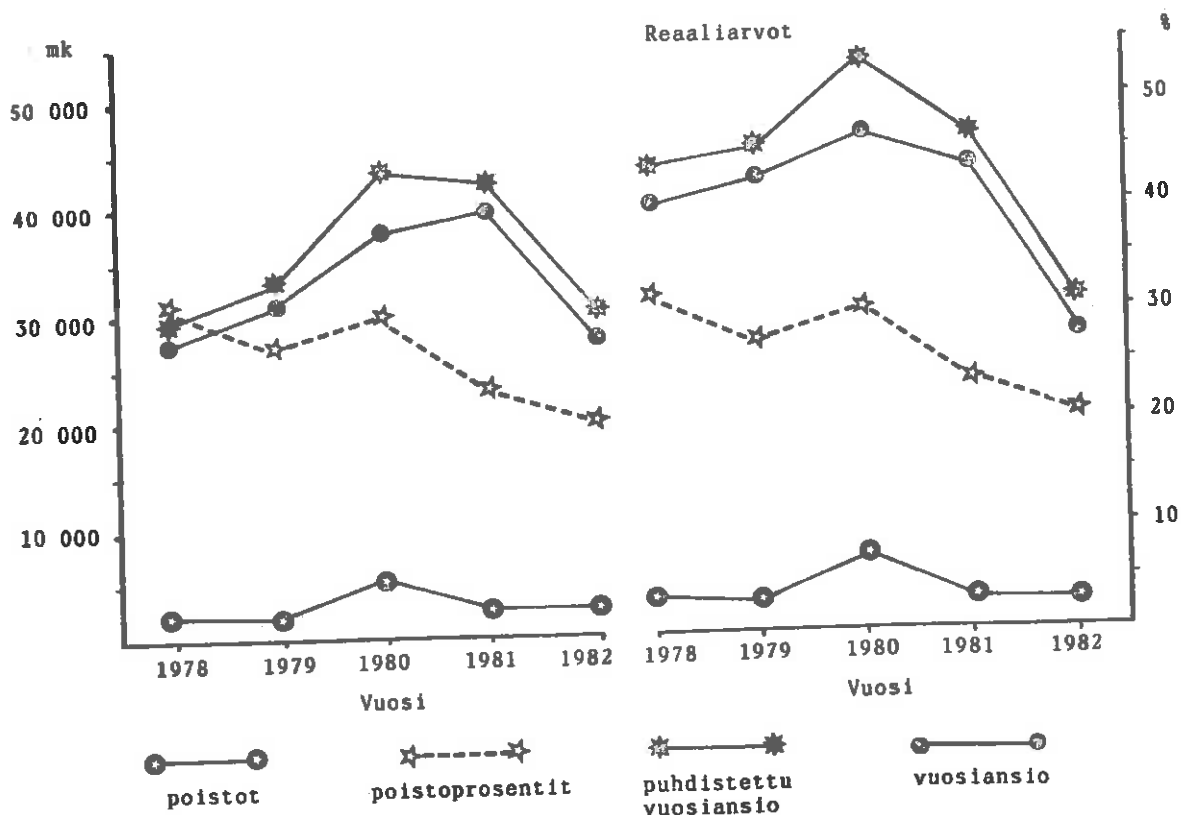 mk
50 000
40 000
30 000
20 000
10 000
1978 1979 1980 1981 1982
Vuosi
Reaaliarvot
%
50
40
30
20
10
1978 1979 1980 1981 1982
Vuosi
poistot
poistoprosentit
puhdistettu
vuosiansio
vuosiansio